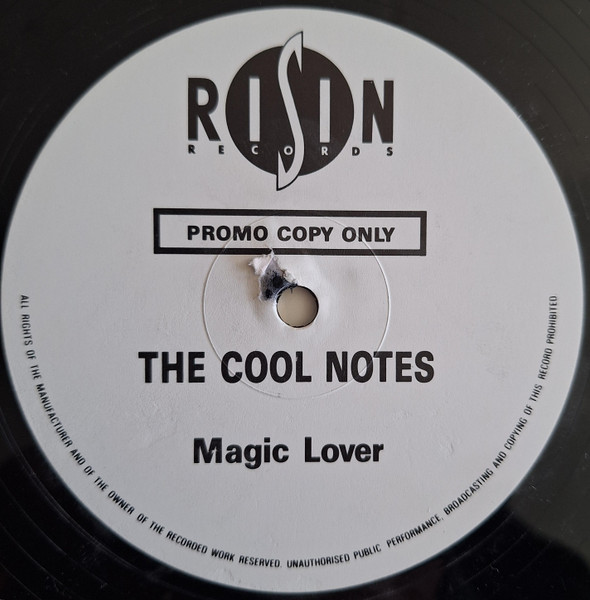 RISIN
RECORDS
PROMO COPY ONLY
THE COOL NOTES
Magic Lover
ALL RIGHTS OF THE MANUFACTURER AND OF THE OWNER OF THE RECORDED WORK RESERVED. UNAUTHORISED PUBLIC PERFORMANCE, BROADCASTING AND COPYING OF THIS RECORD PROHIBITED